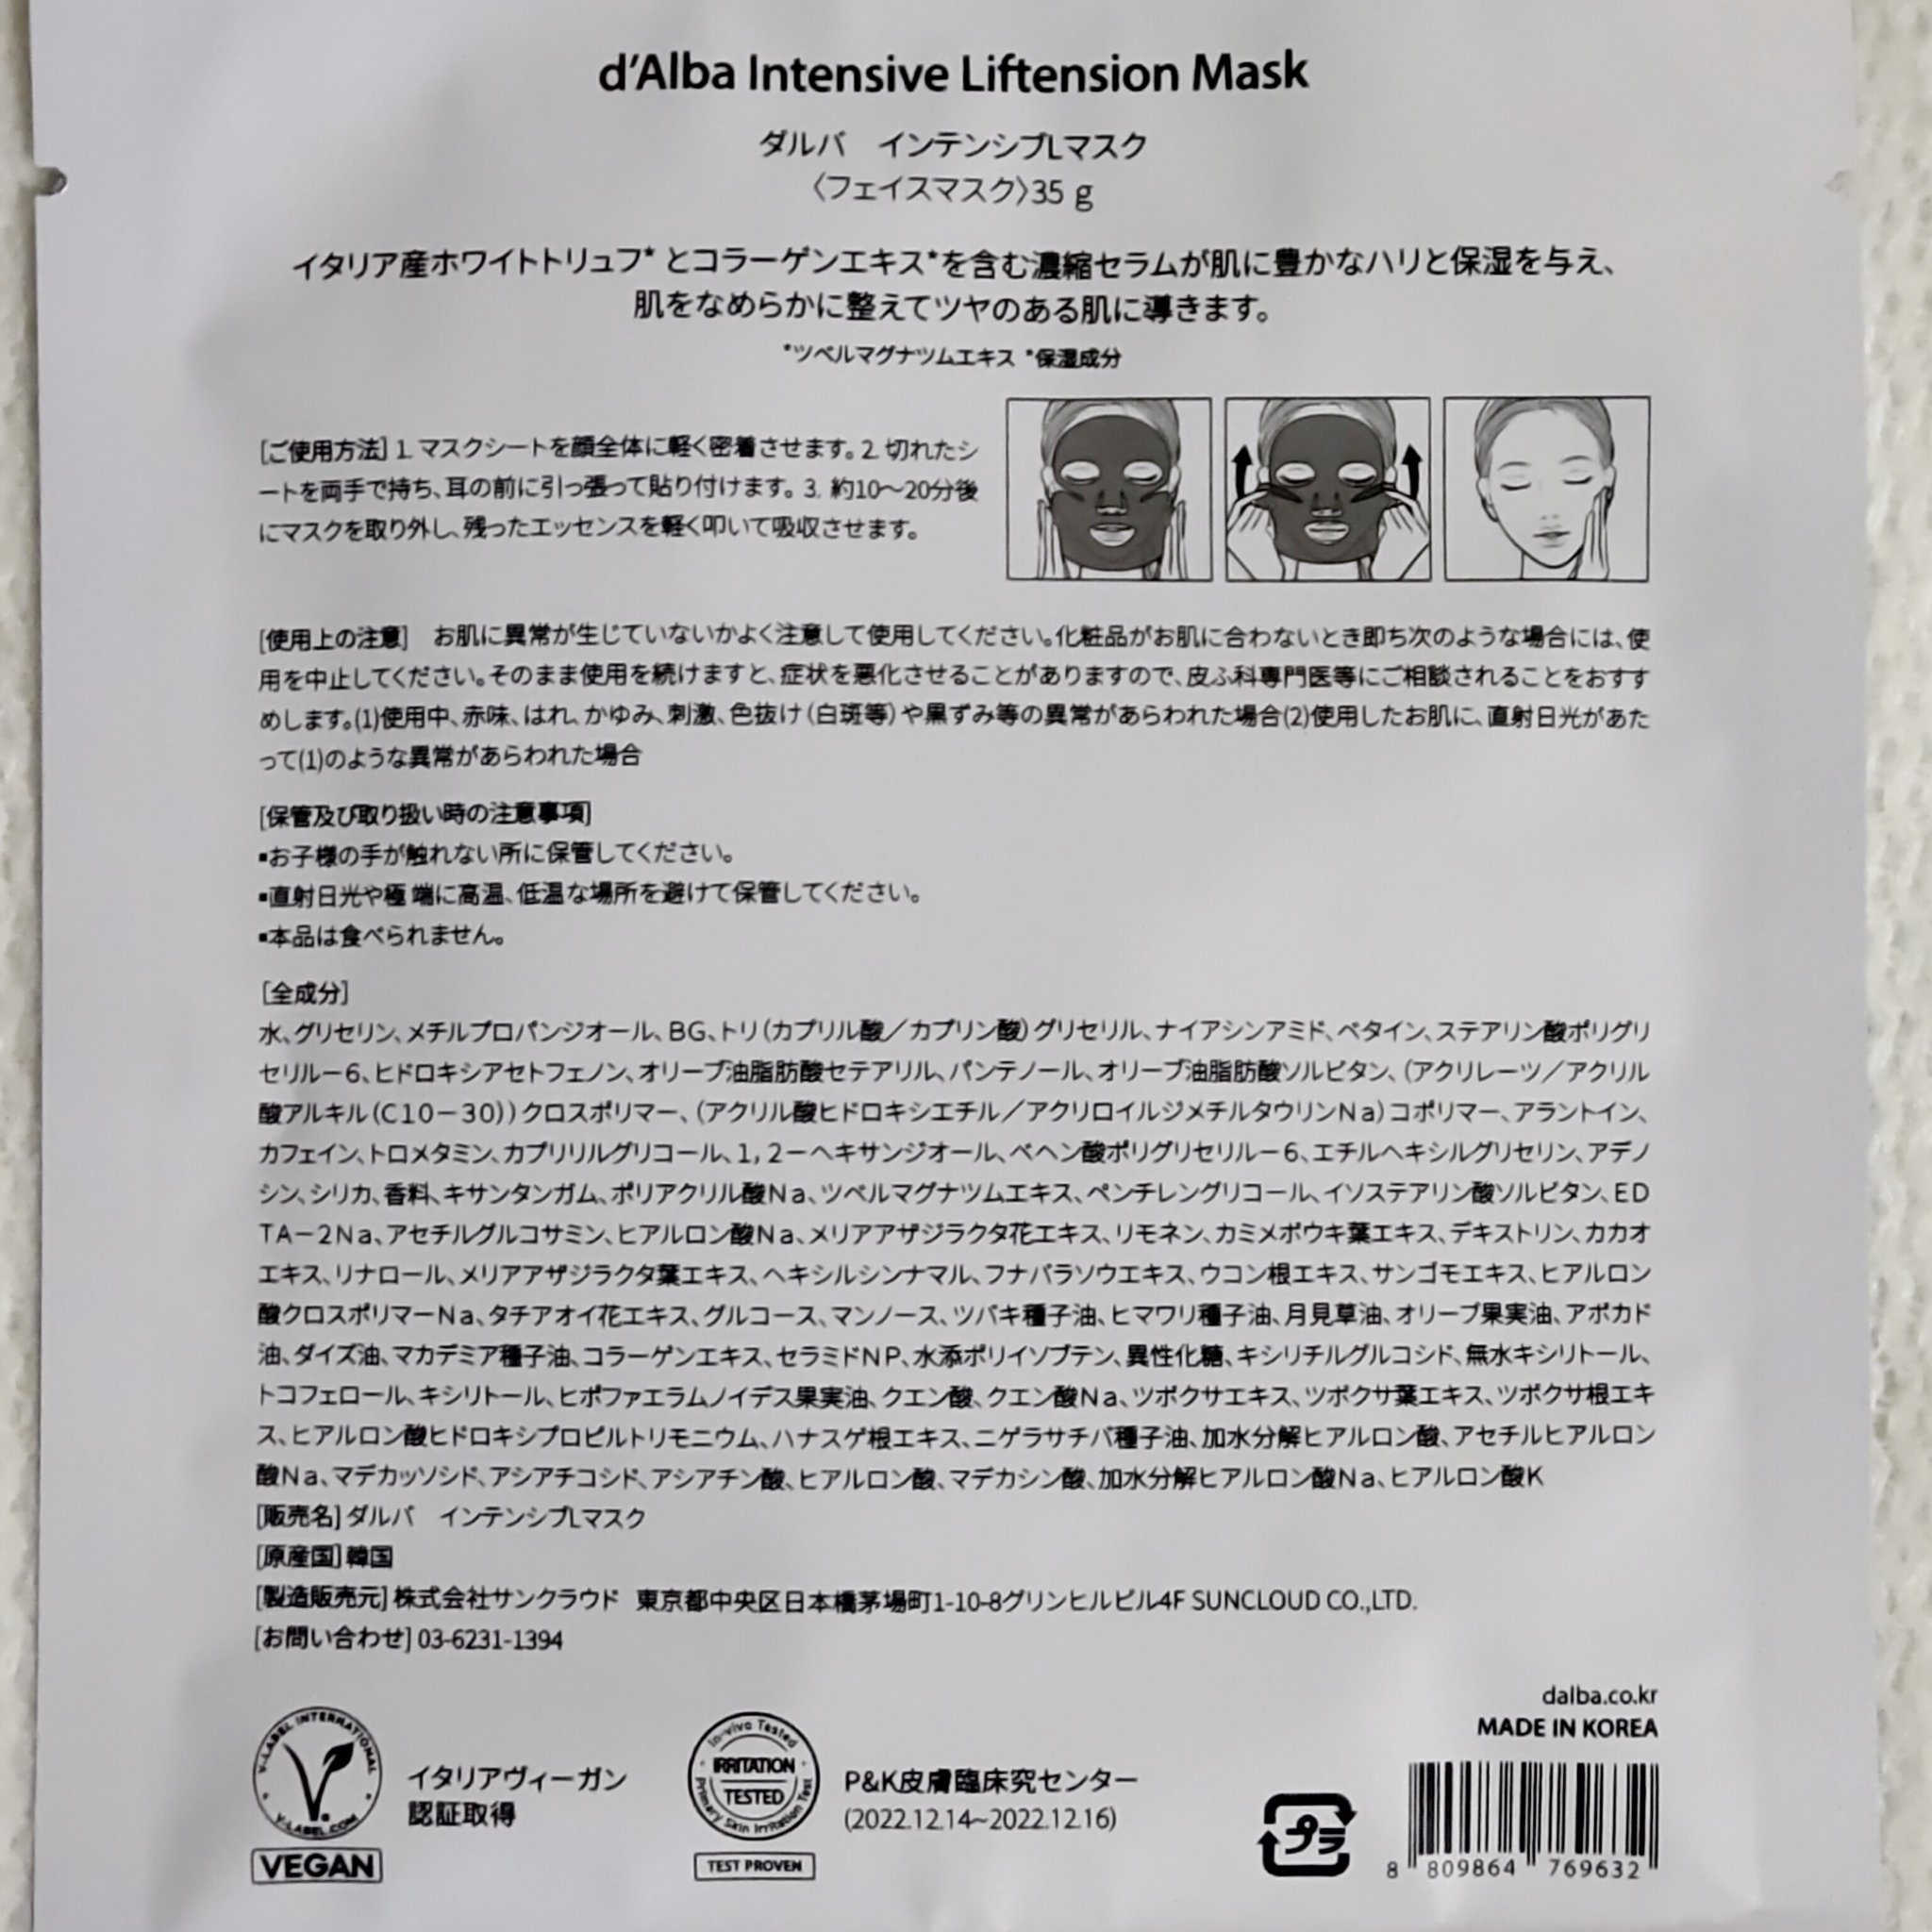 d'Alba Intensive Liftension Mask
ダルバ　インテンシブLマスク
〈フェイスマスク〉35 g
イタリア産ホワイトトリュフ* とコラーゲンエキス*を含む濃縮セラムが肌に豊かなハリと保湿を与え、
肌をなめらかに整えてツヤのある肌に導きます。
*ツベルマグナツムエキス *保湿成分
[ご使用方法] 1. マスクシートを顔全体に軽く密着させます。2. 切れたシ
ートを両手で持ち、耳の前に引っ張って貼り付けます。3. 約10〜20分後
にマスクを取り外し、残ったエッセンスを軽く叩いて吸収させます。
[使用上の注意]　お肌に異常が生じていないかよく注意して使用してください。化粧品がお肌に合わないとき即ち次のような場合には、使
用を中止してください。そのまま使用を続けますと、症状を悪化させることがありますので、皮ふ科専門医等にご相談されることをおすす
めします。(1)使用中、赤味、はれ、かゆみ、刺激、色抜け（白斑等）や黒ずみ等の異常があらわれた場合(2)使用したお肌に、直射日光があた
って(1)のような異常があらわれた場合
[保管及び取り扱い時の注意事項]
▪お子様の手が触れない所に保管してください。
▪直射日光や極 端に高温、低温な場所を避けて保管してください。
▪本品は食べられません。
[全成分]
水、グリセリン、メチルプロパンジオール、BG、トリ（カプリル酸／カプリン酸）グリセリル、ナイアシンアミド、ベタイン、ステアリン酸ポリグリ
セリル－6、ヒドロキシアセトフェノン、オリーブ油脂肪酸セテアリル、パンテノール、オリーブ油脂肪酸ソルビタン、（アクリレーツ／アクリル
酸アルキル（C10－30））クロスポリマー、（アクリル酸ヒドロキシエチル／アクリロイルジメチルタウリンNa）コポリマー、アラントイン、
カフェイン、トロメタミン、カプリリルグリコール、1，2－ヘキサンジオール、ベヘン酸ポリグリセリル－6、エチルヘキシルグリセリン、アデノ
シン、シリカ、香料、キサンタンガム、ポリアクリル酸Na、ツベルマグナツムエキス、ペンチレングリコール、イソステアリン酸ソルビタン、ED
TA－2Na、アセチルグルコサミン、ヒアルロン酸Na、メリアアザジラクタ花エキス、リモネン、カミメボウキ葉エキス、デキストリン、カカオ
エキス、リナロール、メリアアザジラクタ葉エキス、ヘキシルシンナマル、フナバラソウエキス、ウコン根エキス、サンゴモエキス、ヒアルロン
酸クロスポリマーNa、タチアオイ花エキス、グルコース、マンノース、ツバキ種子油、ヒマワリ種子油、月見草油、オリーブ果実油、アボカド
油、ダイズ油、マカデミア種子油、コラーゲンエキス、セラミドNP、水添ポリイソブテン、異性化糖、キシリチルグルコシド、無水キシリトール、
トコフェロール、キシリトール、ヒポファエラムノイデス果実油、クエン酸、クエン酸Na、ツボクサエキス、ツボクサ葉エキス、ツボクサ根エキ
ス、ヒアルロン酸ヒドロキシプロピルトリモニウム、ハナスゲ根エキス、ニゲラサチバ種子油、加水分解ヒアルロン酸、アセチルヒアルロン
酸Na、マデカッソシド、アシアチコシド、アシアチン酸、ヒアルロン酸、マデカシン酸、加水分解ヒアルロン酸Na、ヒアルロン酸K
[販売名] ダルバ　インテンシブLマスク
[原産国] 韓国
[製造販売元] 株式会社サンクラウド　東京都中央区日本橋茅場町1-10-8グリンヒルビル4F SUNCLOUD CO.,LTD.
[お問い合わせ] 03-6231-1394
dalba.co.kr
MADE IN KOREA
V-LABEL INTERNATIONAL
V-LABEL.COM
VEGAN
イタリアヴィーガン
認証取得
In-vivo Tested
IRRITATION
TESTED
Primary Skin Irritation Test
TEST PROVEN
P&K皮膚臨床究センター
(2022.12.14~2022.12.16)
プラ
8 809864 769632